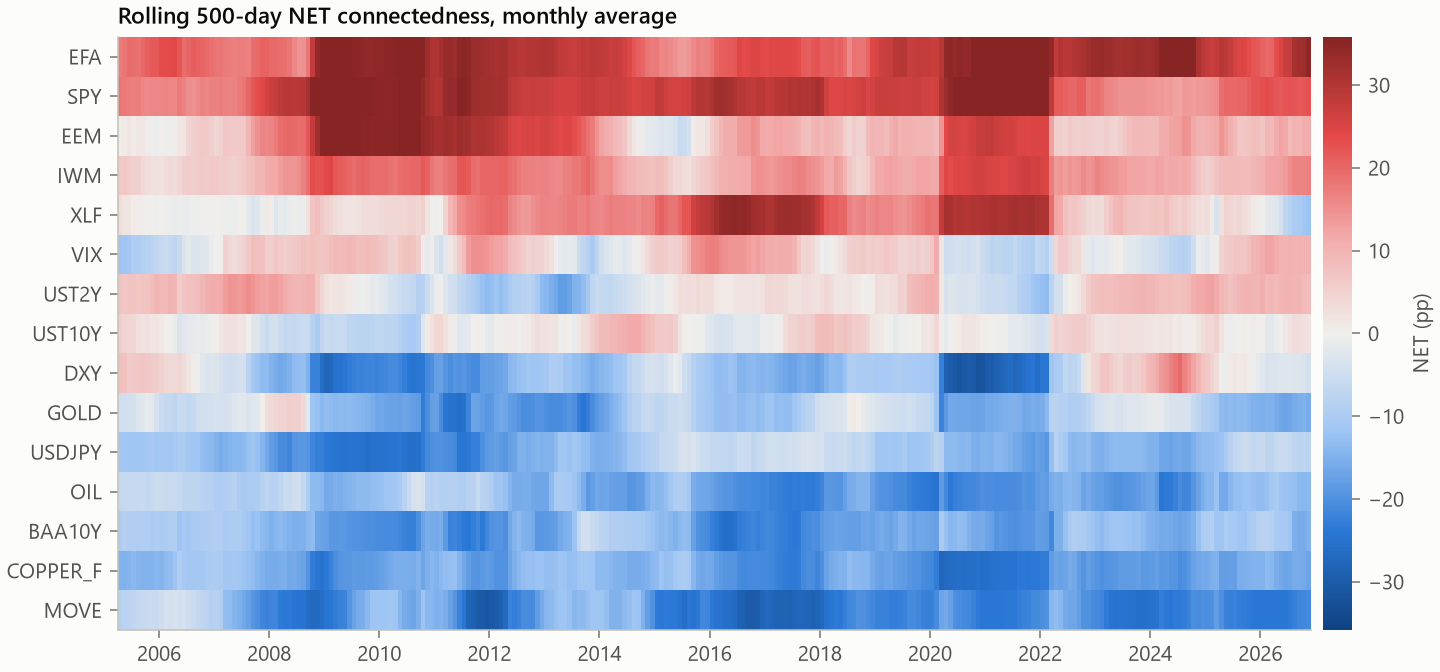 Rolling 500-day NET connectedness, monthly average
EFA
SPY
EEM
IWM
XLF
VIX
UST2Y
UST10Y
DXY
GOLD
USDJPY
OIL
BAA10Y
COPPER_F
MOVE
2006 2008 2010 2012 2014 2016 2018 2020 2022 2024 2026
30
20
10
0
−10
−20
−30
NET (pp)